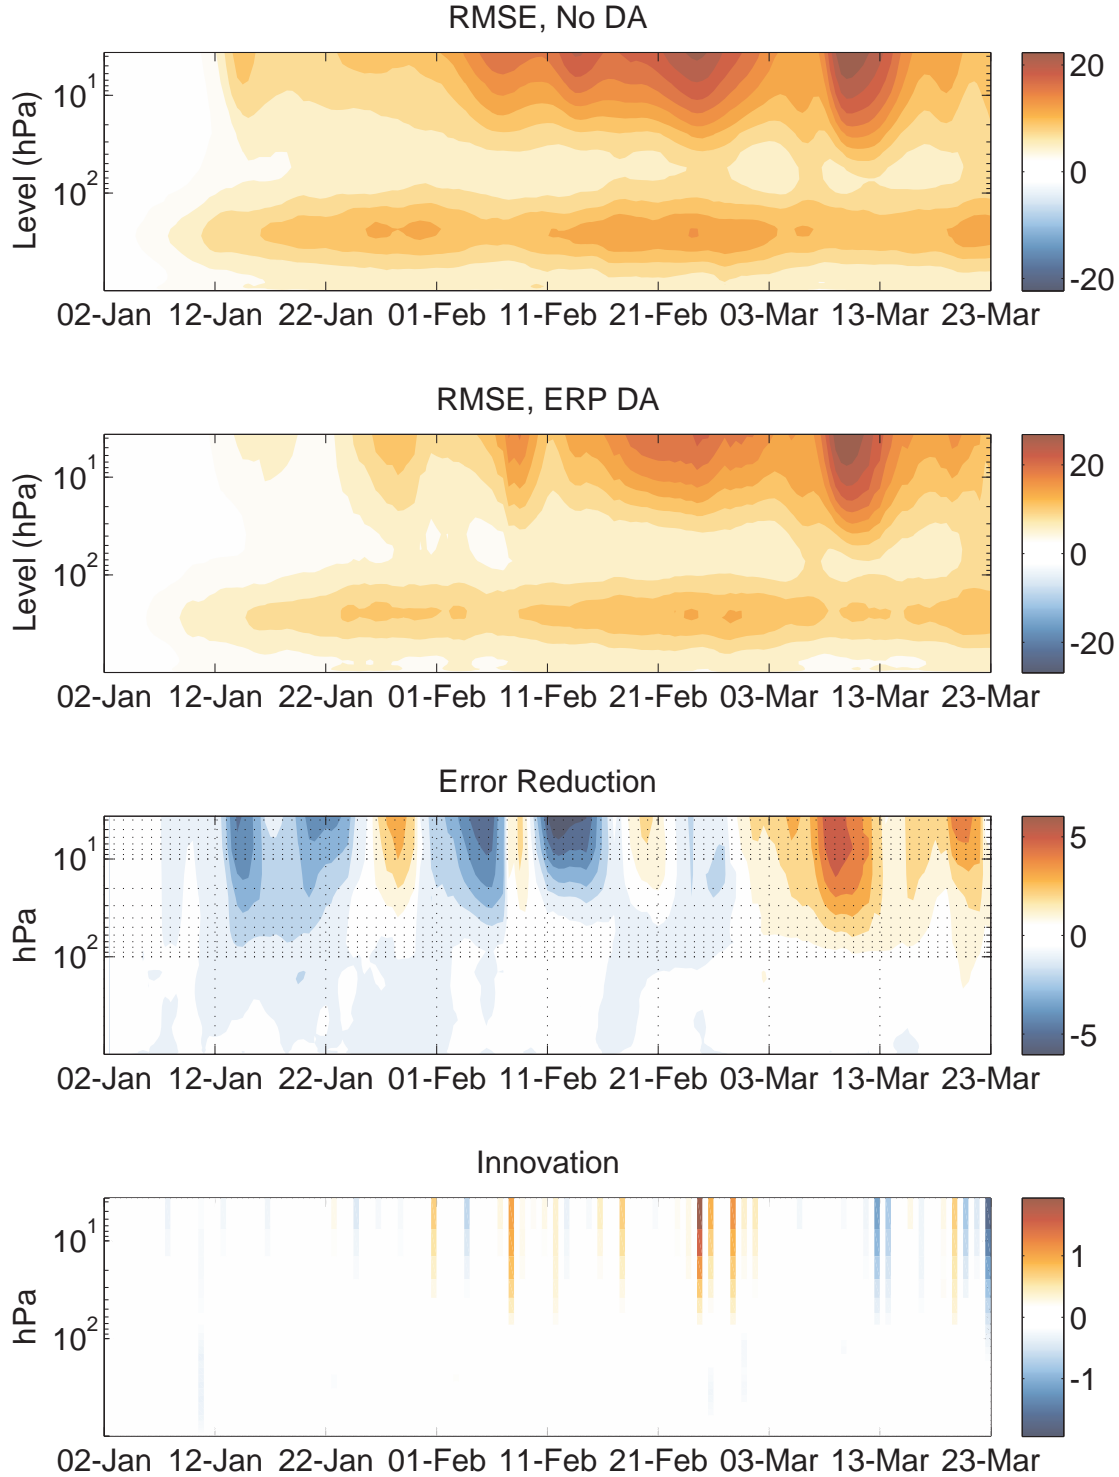 RMSE, No DA
Level (hPa)
10^1
10^2
20
0
-20
02-Jan 12-Jan 22-Jan 01-Feb 11-Feb 21-Feb 03-Mar 13-Mar 23-Mar
RMSE, ERP DA
Level (hPa)
10^1
10^2
20
0
-20
02-Jan 12-Jan 22-Jan 01-Feb 11-Feb 21-Feb 03-Mar 13-Mar 23-Mar
Error Reduction
hPa
10^1
10^2
5
0
-5
02-Jan 12-Jan 22-Jan 01-Feb 11-Feb 21-Feb 03-Mar 13-Mar 23-Mar
Innovation
hPa
10^1
10^2
1
0
-1
02-Jan 12-Jan 22-Jan 01-Feb 11-Feb 21-Feb 03-Mar 13-Mar 23-Mar